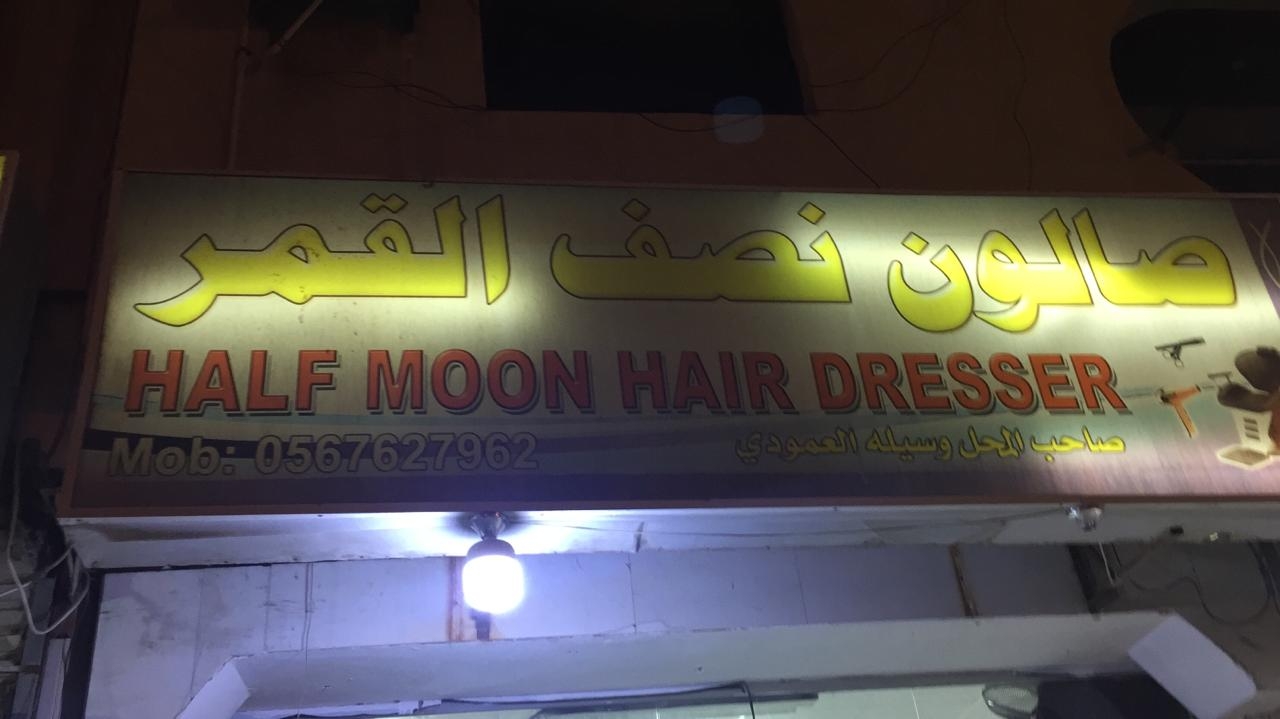 صالون نصف القمر
HALF MOON HAIR DRESSER
Mob: 0567627962
صاحب المحل وسيله العمودي